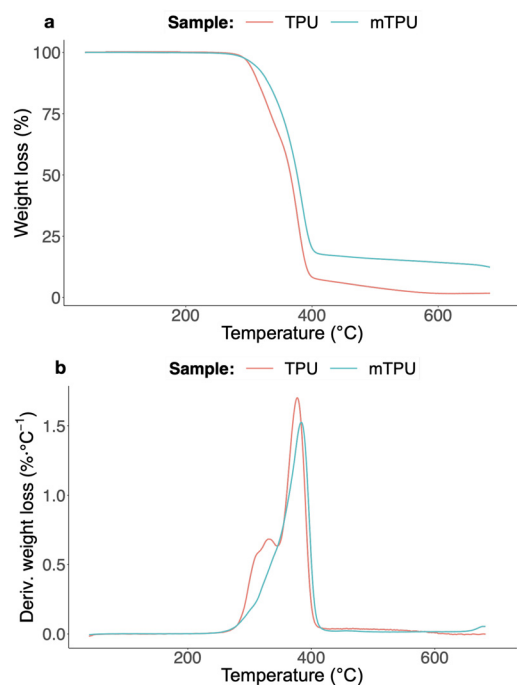 a
Sample: TPU mTPU
100
75
50
25
0
Weight loss (%)
200 400 600
Temperature (°C)
b
Sample: TPU mTPU
1.5
1.0
0.5
0.0
Deriv. weight loss (%·°C⁻¹)
200 400 600
Temperature (°C)